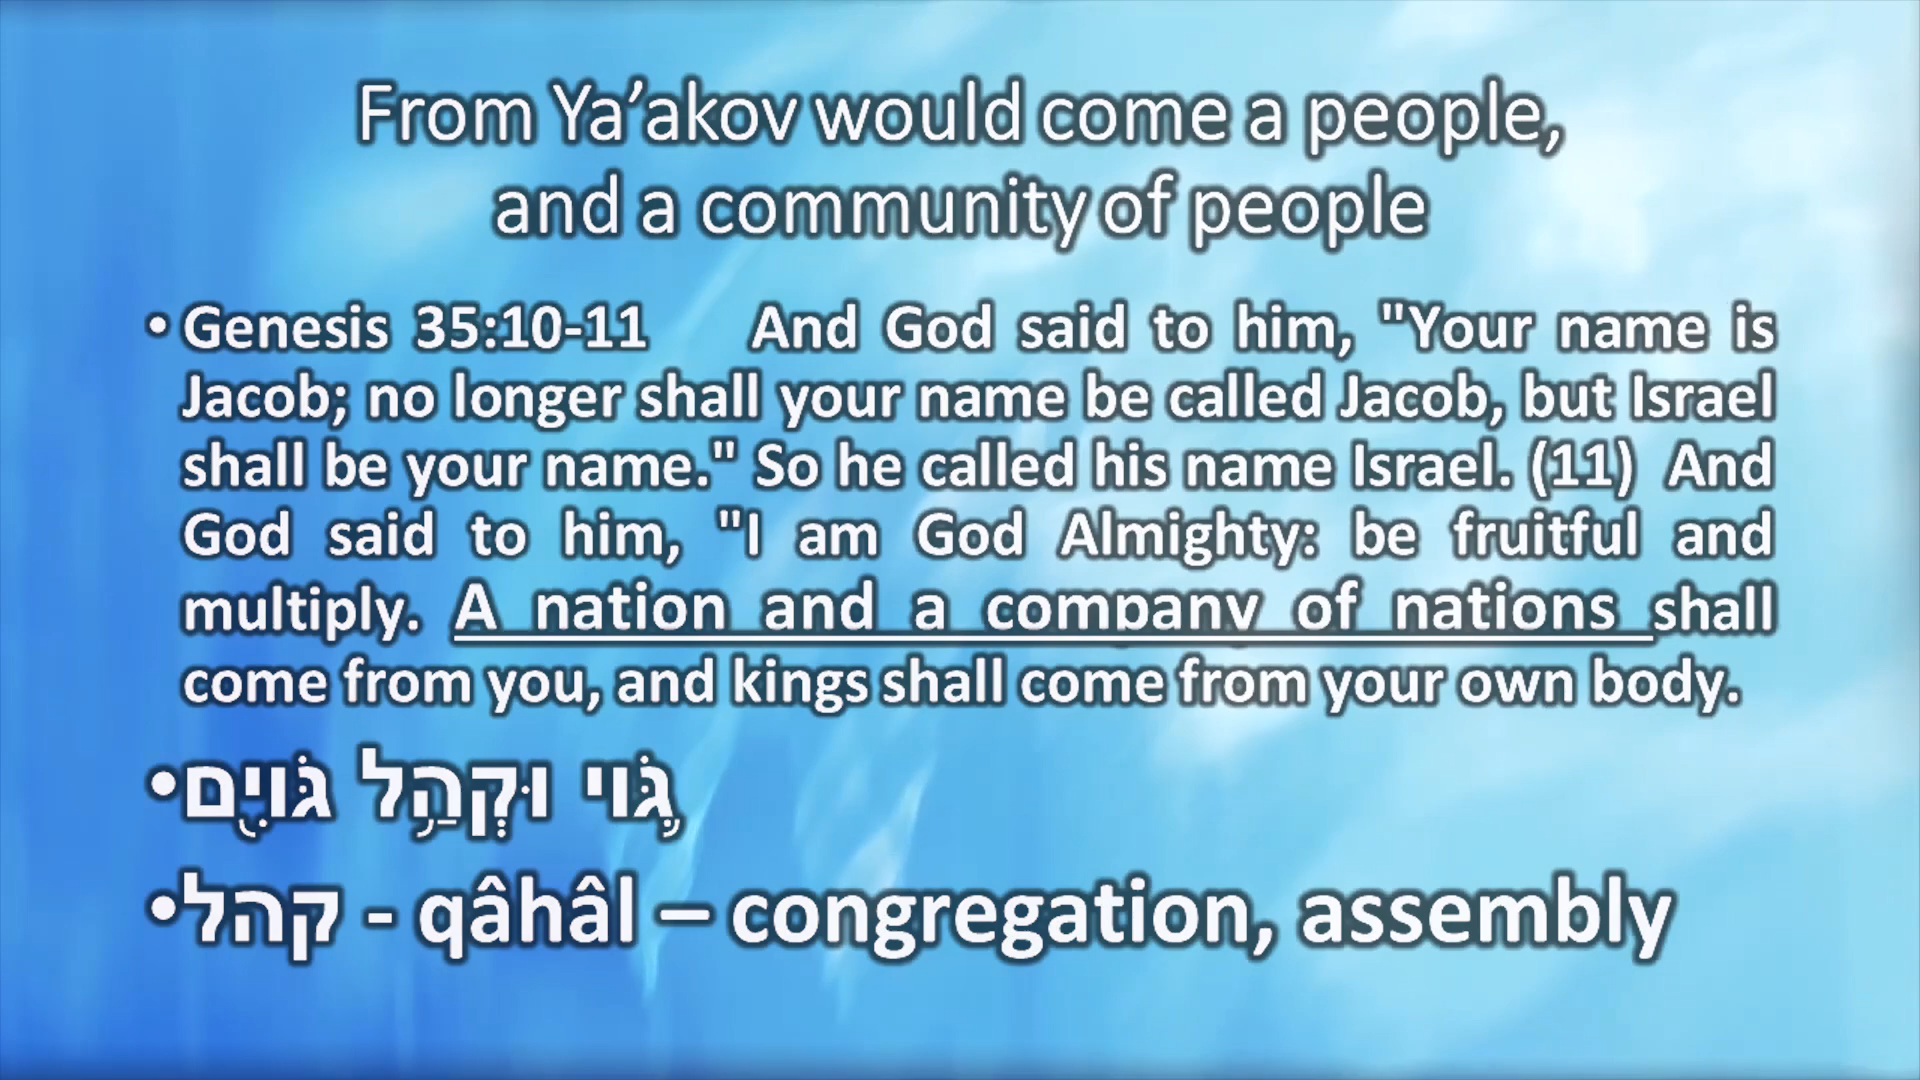 From Ya’akov would come a people,
and a community of people
• Genesis 35:10-11 And God said to him, "Your name is
Jacob; no longer shall your name be called Jacob, but Israel
shall be your name." So he called his name Israel. (11) And
God said to him, "I am God Almighty: be fruitful and
multiply. A nation and a company of nations shall
come from you, and kings shall come from your own body.
•גּ֛וֹי וּקְהַ֥ל גּוֹיִ֖ם
•קהל - qâhâl – congregation, assembly